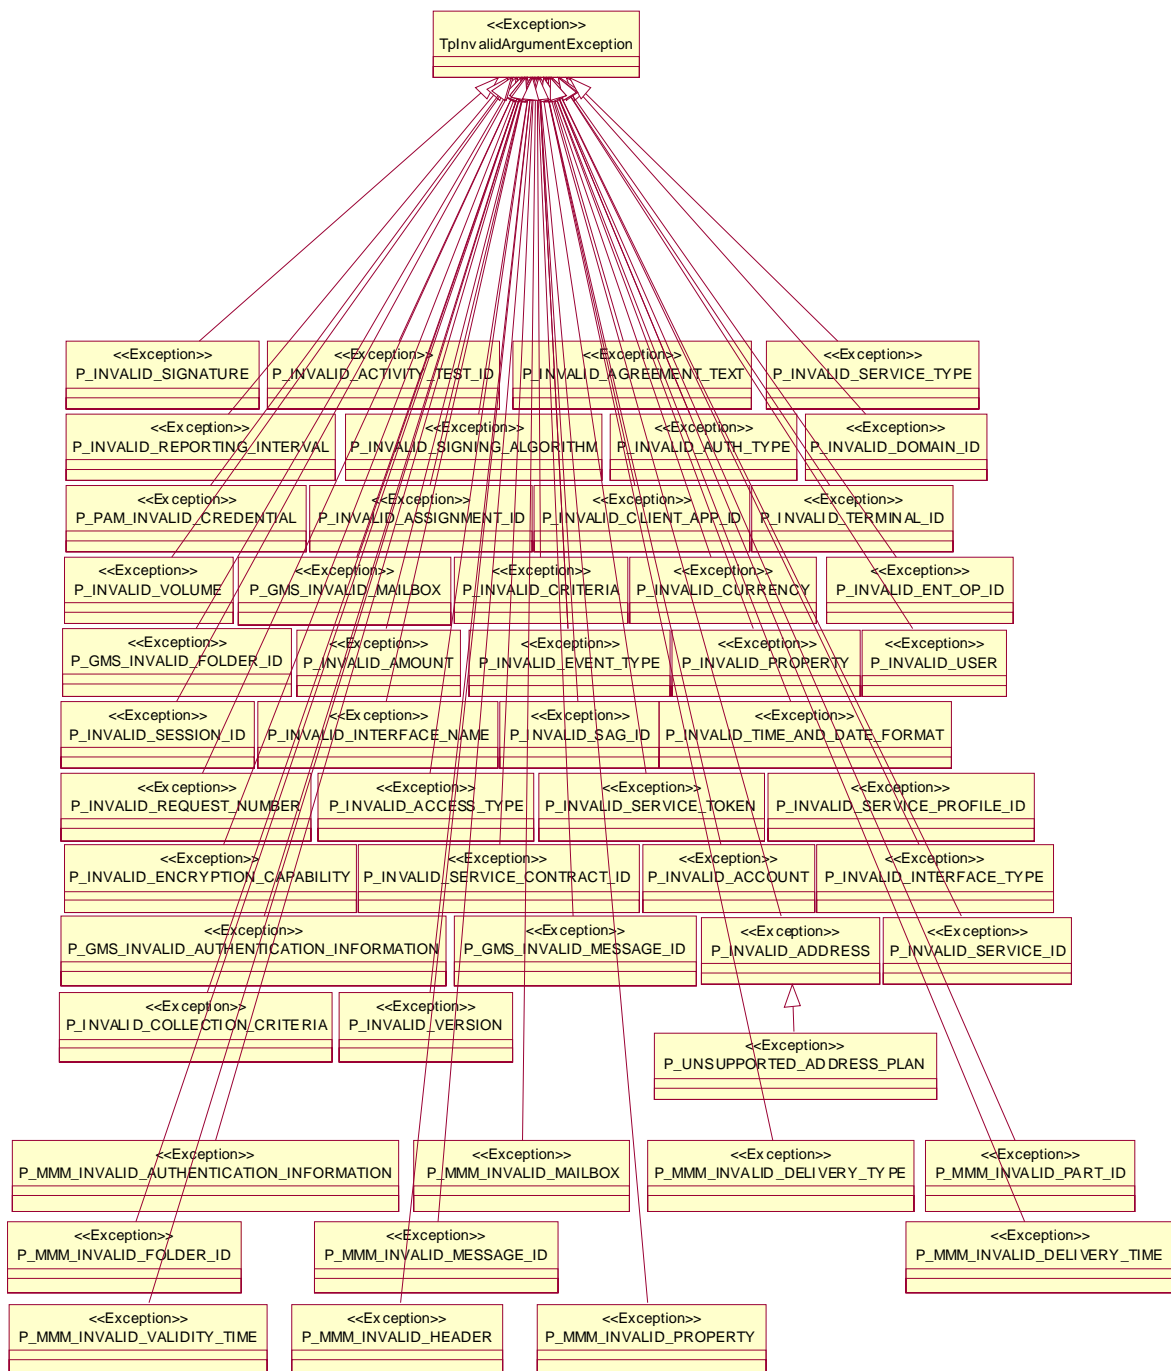 <<Exception>>
TpInvalidArgumentException
<<Exception>>
P_INVALID_SIGNATURE
<<Exception>>
P_INVALID_ACTIVITY_TEST_ID
<<Exception>>
P_INVALID_AGREEMENT_TEXT
<<Exception>>
P_INVALID_SERVICE_TYPE
<<Exception>>
P_INVALID_REPORTING_INTERVAL
<<Exception>>
P_INVALID_SIGNING_ALGORITHM
<<Exception>>
P_INVALID_AUTH_TYPE
<<Exception>>
P_INVALID_DOMAIN_ID
<<Exception>>
P_PAM_INVALID_CREDENTIAL
<<Exception>>
P_INVALID_ASSIGNMENT_ID
<<Exception>>
P_INVALID_CLIENT_APP_ID
<<Exception>>
P_INVALID_TERMINAL_ID
<<Exception>>
P_INVALID_VOLUME
<<Exception>>
P_GMS_INVALID_MAILBOX
<<Exception>>
P_INVALID_CRITERIA
<<Exception>>
P_INVALID_CURRENCY
<<Exception>>
P_INVALID_ENT_OP_ID
<<Exception>>
P_GMS_INVALID_FOLDER_ID
<<Exception>>
P_INVALID_AMOUNT
<<Exception>>
P_INVALID_EVENT_TYPE
<<Exception>>
P_INVALID_PROPERTY
<<Exception>>
P_INVALID_USER
<<Exception>>
P_INVALID_SESSION_ID
<<Exception>>
P_INVALID_INTERFACE_NAME
<<Exception>>
P_INVALID_SAG_ID
<<Exception>>
P_INVALID_TIME_AND_DATE_FORMAT
<<Exception>>
P_INVALID_REQUEST_NUMBER
<<Exception>>
P_INVALID_ACCESS_TYPE
<<Exception>>
P_INVALID_SERVICE_TOKEN
<<Exception>>
P_INVALID_SERVICE_PROFILE_ID
<<Exception>>
P_INVALID_ENCRYPTION_CAPABILITY
<<Exception>>
P_INVALID_SERVICE_CONTRACT_ID
<<Exception>>
P_INVALID_ACCOUNT
<<Exception>>
P_INVALID_INTERFACE_TYPE
<<Exception>>
P_GMS_INVALID_AUTHENTICATION_INFORMATION
<<Exception>>
P_GMS_INVALID_MESSAGE_ID
<<Exception>>
P_INVALID_ADDRESS
<<Exception>>
P_INVALID_SERVICE_ID
<<Exception>>
P_INVALID_COLLECTION_CRITERIA
<<Exception>>
P_INVALID_VERSION
<<Exception>>
P_UNSUPPORTED_ADDRESS_PLAN
<<Exception>>
P_MMM_INVALID_AUTHENTICATION_INFORMATION
<<Exception>>
P_MMM_INVALID_MAILBOX
<<Exception>>
P_MMM_INVALID_DELIVERY_TYPE
<<Exception>>
P_MMM_INVALID_PART_ID
<<Exception>>
P_MMM_INVALID_FOLDER_ID
<<Exception>>
P_MMM_INVALID_MESSAGE_ID
<<Exception>>
P_MMM_INVALID_DELIVERY_TIME
<<Exception>>
P_MMM_INVALID_VALIDITY_TIME
<<Exception>>
P_MMM_INVALID_HEADER
<<Exception>>
P_MMM_INVALID_PROPERTY